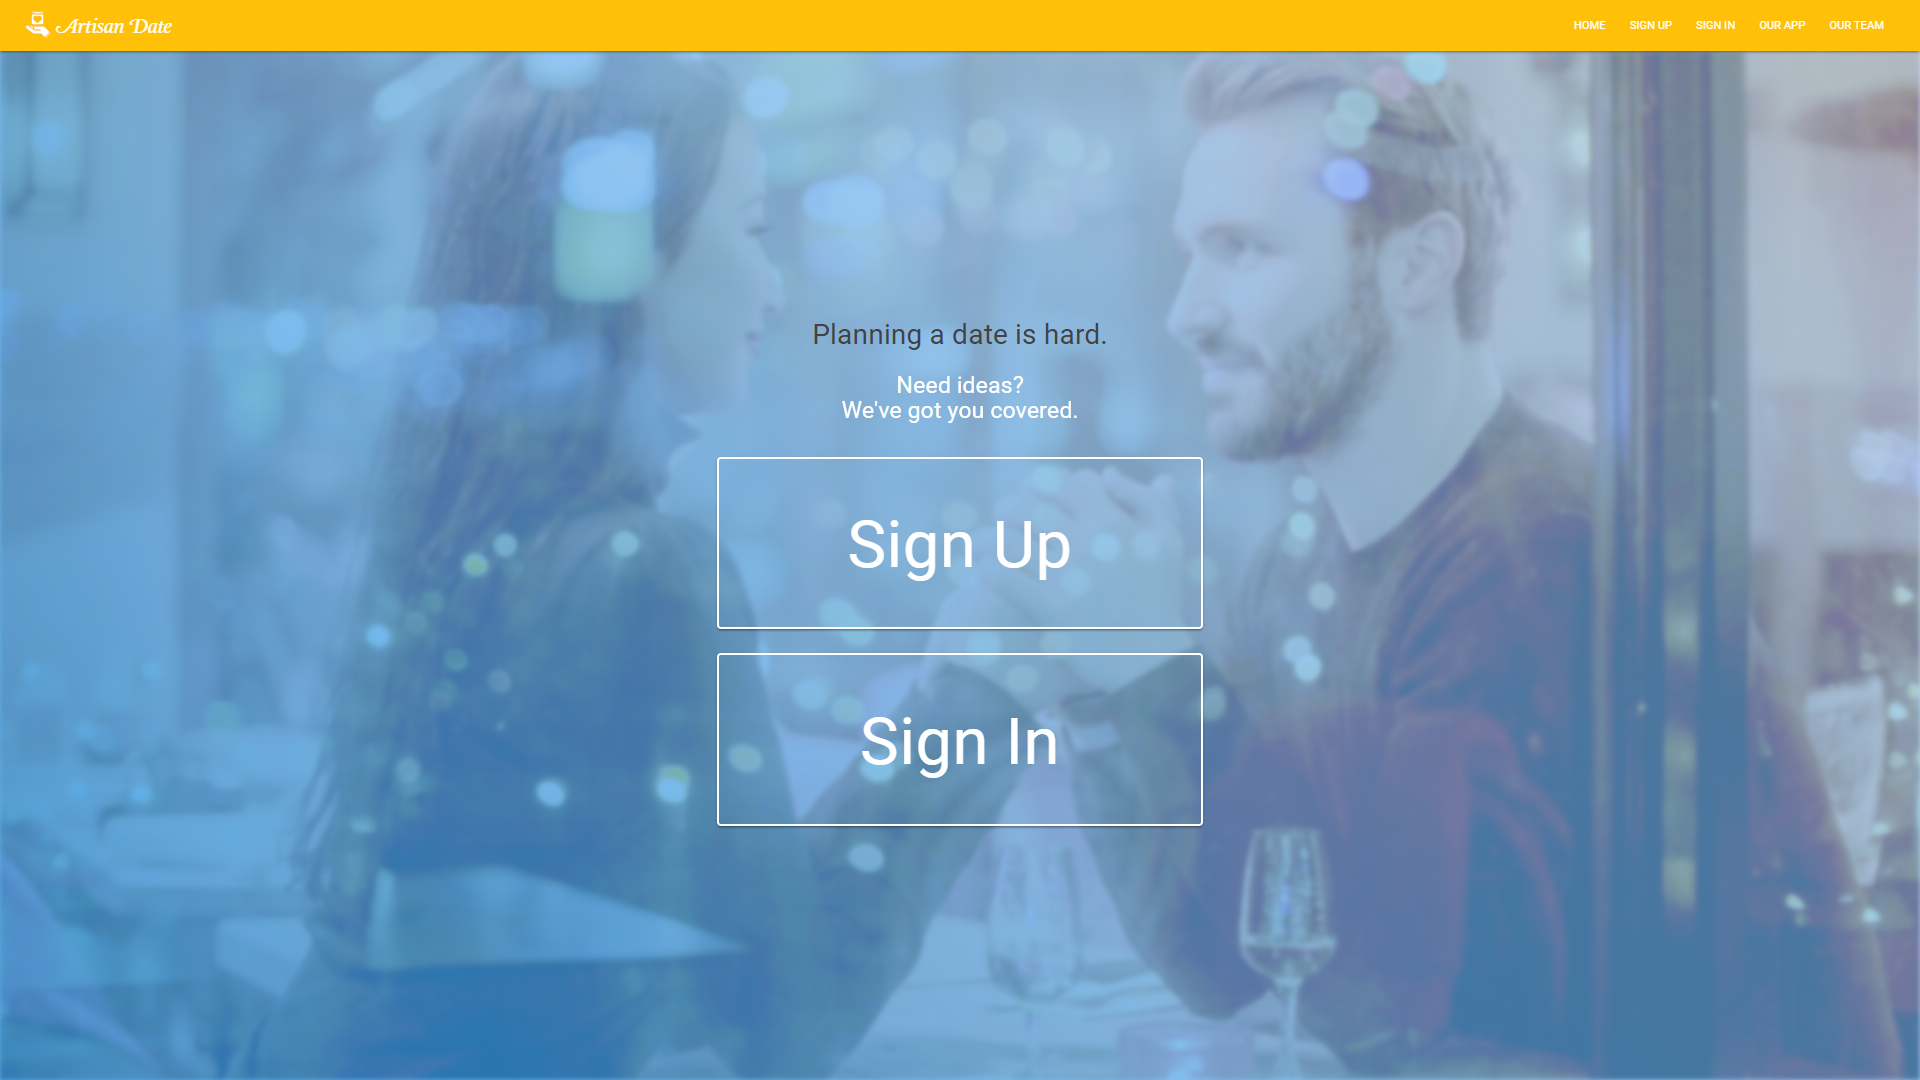 Artisan Date
HOME
SIGN UP
SIGN IN
OUR APP
OUR TEAM
Planning a date is hard.
Need ideas?
We've got you covered.
Sign Up
Sign In